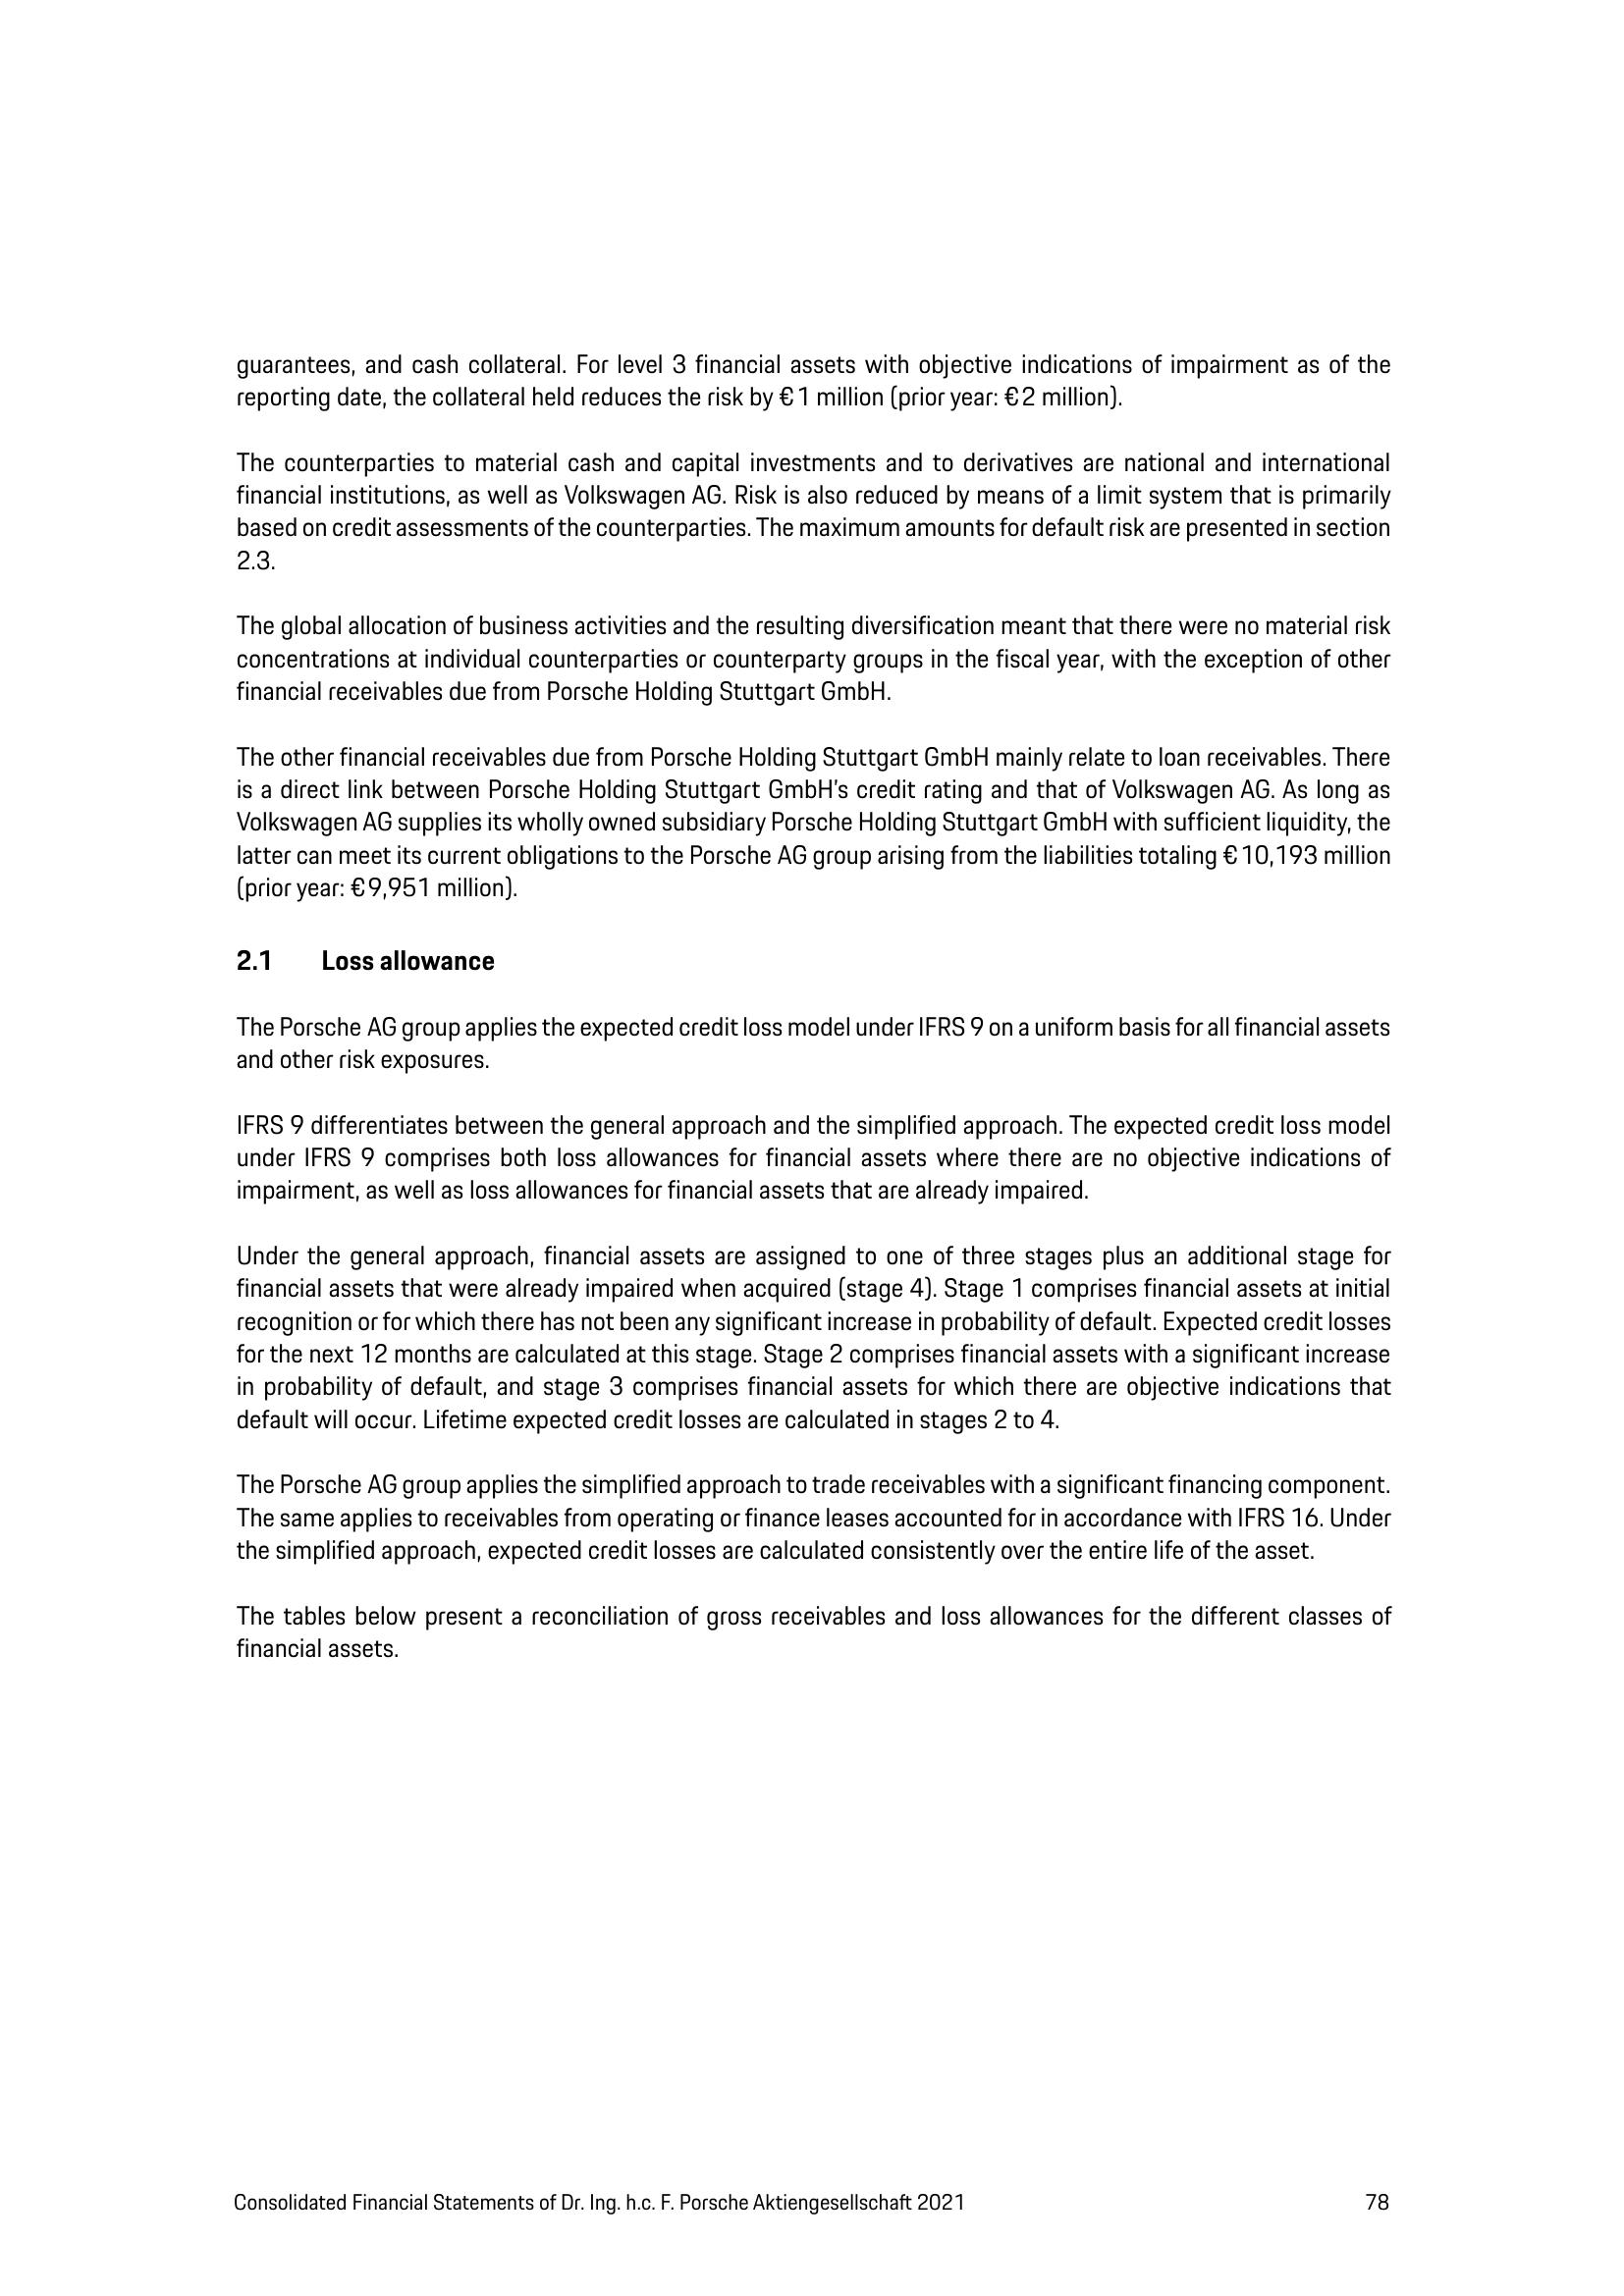 guarantees, and cash collateral. For level 3 financial assets with objective indications of impairment as of the
reporting date, the collateral held reduces the risk by € 1 million (prior year: € 2 million).
The counterparties to material cash and capital investments and to derivatives are national and international
financial institutions, as well as Volkswagen AG. Risk is also reduced by means of a limit system that is primarily
based on credit assessments of the counterparties. The maximum amounts for default risk are presented in section
2.3.
The global allocation of business activities and the resulting diversification meant that there were no material risk
concentrations at individual counterparties or counterparty groups in the fiscal year, with the exception of other
financial receivables due from Porsche Holding Stuttgart GmbH.
The other financial receivables due from Porsche Holding Stuttgart GmbH mainly relate to loan receivables. There
is a direct link between Porsche Holding Stuttgart GmbH's credit rating and that of Volkswagen AG. As long as
Volkswagen AG supplies its wholly owned subsidiary Porsche Holding Stuttgart GmbH with sufficient liquidity, the
latter can meet its current obligations to the Porsche AG group arising from the liabilities totaling € 10,193 million
(prior year: € 9,951 million).
2.1 Loss allowance
The Porsche AG group applies the expected credit loss model under IFRS 9 on a uniform basis for all financial assets
and other risk exposures.
IFRS 9 differentiates between the general approach and the simplified approach. The expected credit loss model
under IFRS 9 comprises both loss allowances for financial assets where there are no objective indications of
impairment, as well as loss allowances for financial assets that are already impaired.
Under the general approach, financial assets are assigned to one of three stages plus an additional stage for
financial assets that were already impaired when acquired (stage 4). Stage 1 comprises financial assets at initial
recognition or for which there has not been any significant increase in probability of default. Expected credit losses
for the next 12 months are calculated at this stage. Stage 2 comprises financial assets with a significant increase
in probability of default, and stage 3 comprises financial assets for which there are objective indications that
default will occur. Lifetime expected credit losses are calculated in stages 2 to 4.
The Porsche AG group applies the simplified approach to trade receivables with a significant financing component.
The same applies to receivables from operating or finance leases accounted for in accordance with IFRS 16. Under
the simplified approach, expected credit losses are calculated consistently over the entire life of the asset.
The tables below present a reconciliation of gross receivables and loss allowances for the different classes of
financial assets.
Consolidated Financial Statements of Dr. Ing. h.c. F. Porsche Aktiengesellschaft 2021 78